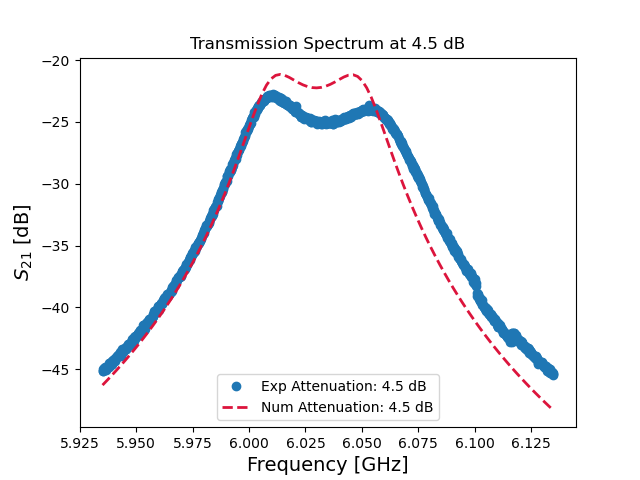 Transmission Spectrum at 4.5 dB
−20
−25
−30
−35
−40
−45
S21 [dB]
Exp Attenuation: 4.5 dB
Num Attenuation: 4.5 dB
5.925 5.950 5.975 6.000 6.025 6.050 6.075 6.100 6.125
Frequency [GHz]